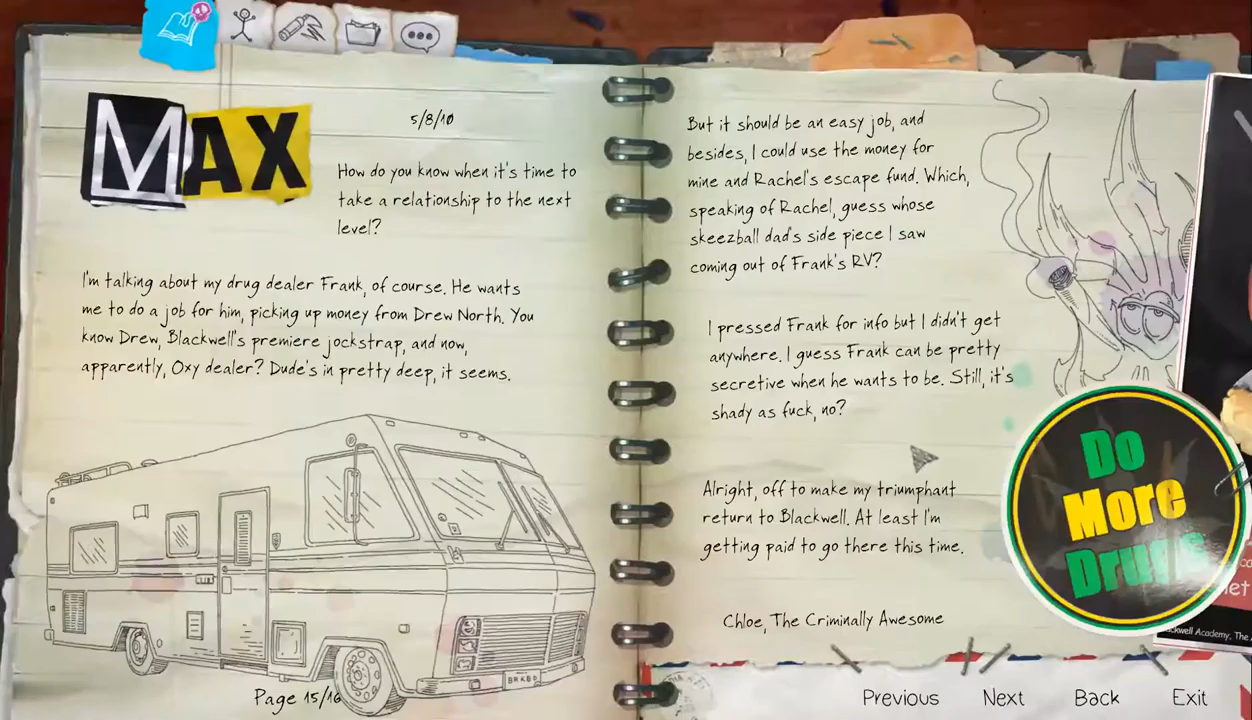 MAX
5/8/10
How do you know when it's time to
take a relationship to the next
level?
I'm talking about my drug dealer Frank, of course. He wants
me to do a job for him, picking up money from Drew North. You
know Drew, Blackwell's premiere jockstrap, and now,
apparently, Oxy dealer? Dude's in pretty deep, it seems.
BRKBD
Page 15/16
But it should be an easy job, and
besides, I could use the money for
mine and Rachel's escape fund. Which,
speaking of Rachel, guess whose
skeezball dad's side piece I saw
coming out of Frank's RV?
I pressed Frank for info but I didn't get
anywhere. I guess Frank can be pretty
secretive when he wants to be. Still, it's
shady as fuck, no?
Alright, off to make my triumphant
return to Blackwell. At least I'm
getting paid to go there this time.
Chloe, The Criminally Awesome
Do
More
Drugs
Academy, The
Previous Next Back Exit